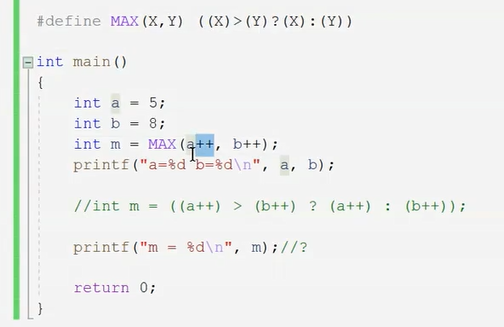 #define MAX(X,Y) ((X)>(Y)?(X):(Y))
int main()
{
int a = 5;
int b = 8;
int m = MAX(a++, b++);
printf("a=%d b=%d\n", a, b);
//int m = ((a++) > (b++) ? (a++) : (b++));
printf("m = %d\n", m);//?
return 0;
}